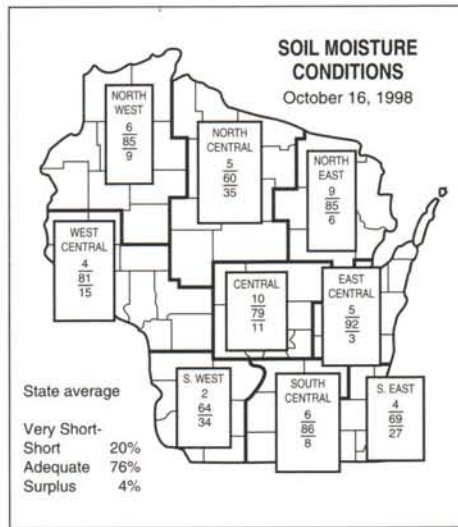 SOIL MOISTURE
CONDITIONS
October 16, 1998
NORTH
WEST
6
85
9
NORTH
CENTRAL
5
60
35
NORTH
EAST
9
85
6
WEST
CENTRAL
4
81
15
CENTRAL
10
79
11
EAST
CENTRAL
5
92
3
S. WEST
2
64
34
SOUTH
CENTRAL
6
86
8
S. EAST
4
69
27
State average
Very Short-
Short 20%
Adequate 76%
Surplus 4%